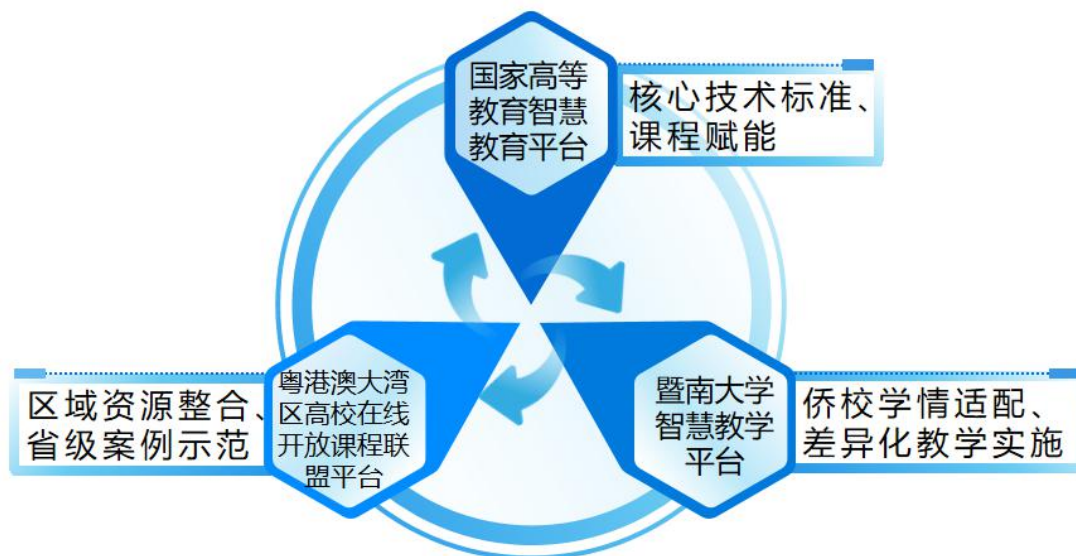 国家高等
教育智慧
教育平台
核心技术标准、
课程赋能
粤港澳大湾
区高校在线
开放课程联
盟平台
区域资源整合、
省级案例示范
暨南大学
智慧教学
平台
侨校学情适配、
差异化教学实施